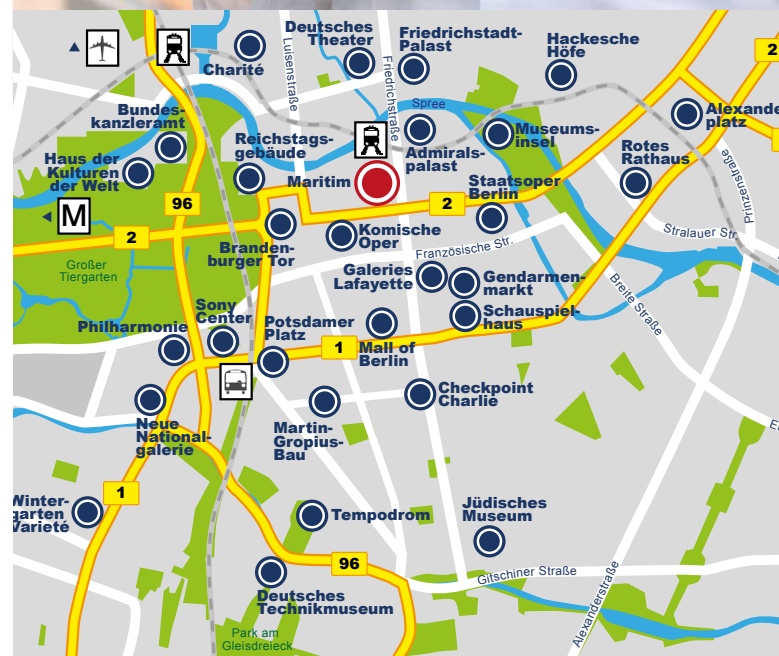 Deutsches
Theater
Friedrichstadt-
Palast
Hackesche
Höfe
2
Charité
Luisenstraße
Friedrichstraße
Bundes-
kanzleramt
Spree
Alexander
platz
Reichstags-
gebäude
Admirals-
palast
Museums-
insel
Rotes
Rathaus
Haus der
Kulturen
der Welt
Maritim
Staatsoper
Berlin
Prinzenstraße
96
M
2
2
Branden-
burger Tor
Komische
Oper
Französische Str.
Stralauer Str.
Großer
Tiergarten
Galeries
Lafayette
Gendarmen-
markt
Breite Straße
Sony
Center
Schauspiel-
haus
Philharmonie
Potsdamer
Platz
1
Mall of
Berlin
Checkpoint
Charlie
Neue
National-
galerie
Martin-
Gropius-
Bau
1
Winter-
garten
Varieté
Tempodrom
Jüdisches
Museum
96
Gitschiner Straße
Deutsches
Technikmuseum
Alexanderstraße
Park am
Gleisdreieck